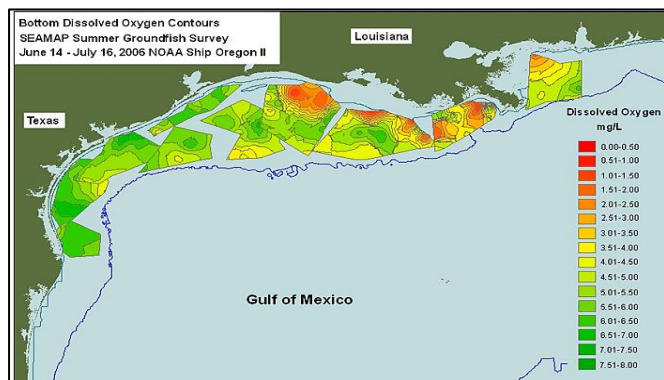 Bottom Dissolved Oxygen Contours
SEAMAP Summer Groundfish Survey
June 14 - July 16, 2006 NOAA Ship Oregon II
Louisiana
Texas
Dissolved Oxygen
mg/L
0.00-0.50
0.51-1.00
1.01-1.50
1.51-2.00
2.01-2.50
2.51-3.00
3.01-3.50
3.51-4.00
4.01-4.50
4.51-5.00
5.01-5.50
5.51-6.00
6.01-6.50
6.51-7.00
7.01-7.50
7.51-8.00
Gulf of Mexico